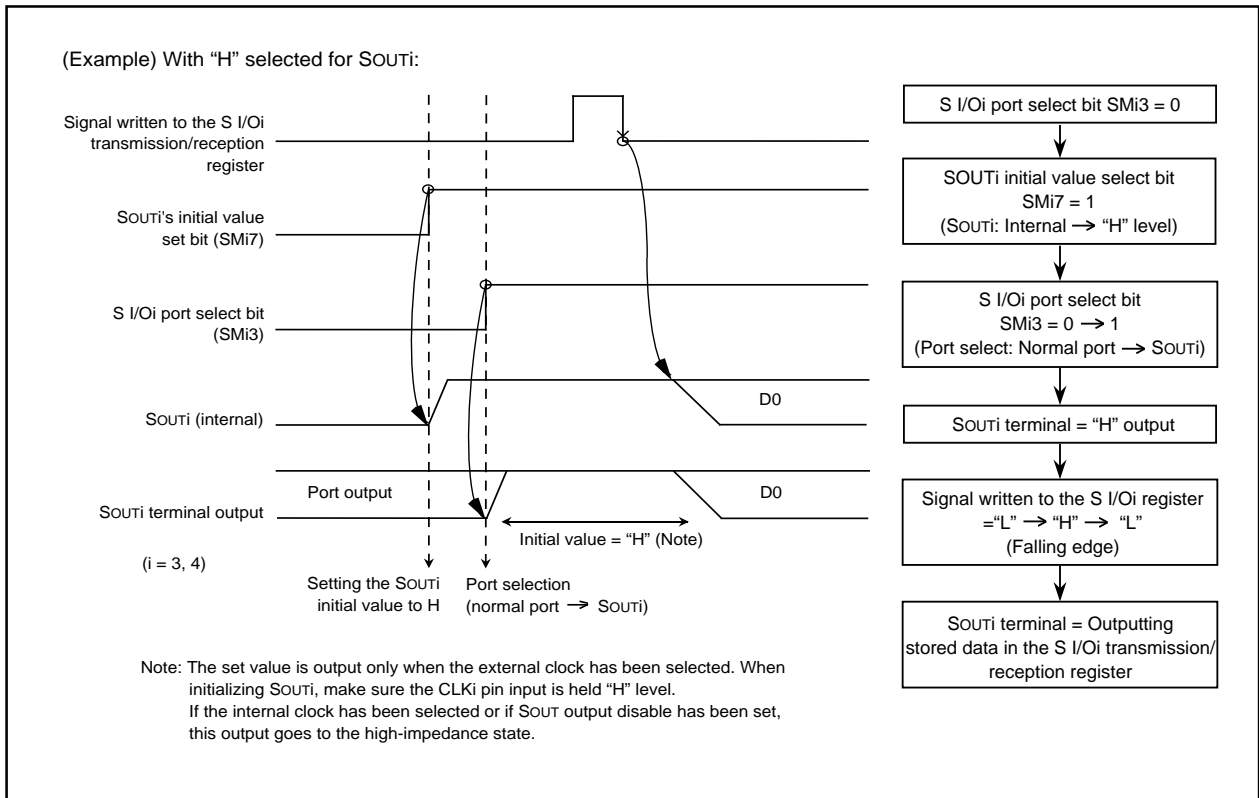 (Example) With “H” selected for SOUTi:
Signal written to the S I/Oi
transmission/reception
register
SOUTi's initial value
set bit (SMi7)
S I/Oi port select bit
(SMi3)
SOUTi (internal)
D0
Port output
D0
SOUTi terminal output
Initial value = “H” (Note)
(i = 3, 4)
Setting the SOUTi
initial value to H
Port selection
(normal port → SOUTi)
Note: The set value is output only when the external clock has been selected. When
initializing SOUTi, make sure the CLKi pin input is held “H” level.
If the internal clock has been selected or if SOUT output disable has been set,
this output goes to the high-impedance state.
S I/Oi port select bit SMi3 = 0
SOUTi initial value select bit
SMi7 = 1
(SOUTi: Internal → “H” level)
S I/Oi port select bit
SMi3 = 0 → 1
(Port select: Normal port → SOUTi)
SOUTi terminal = “H” output
Signal written to the S I/Oi register
=“L” → “H” → “L”
(Falling edge)
SOUTi terminal = Outputting
stored data in the S I/Oi transmission/
reception register